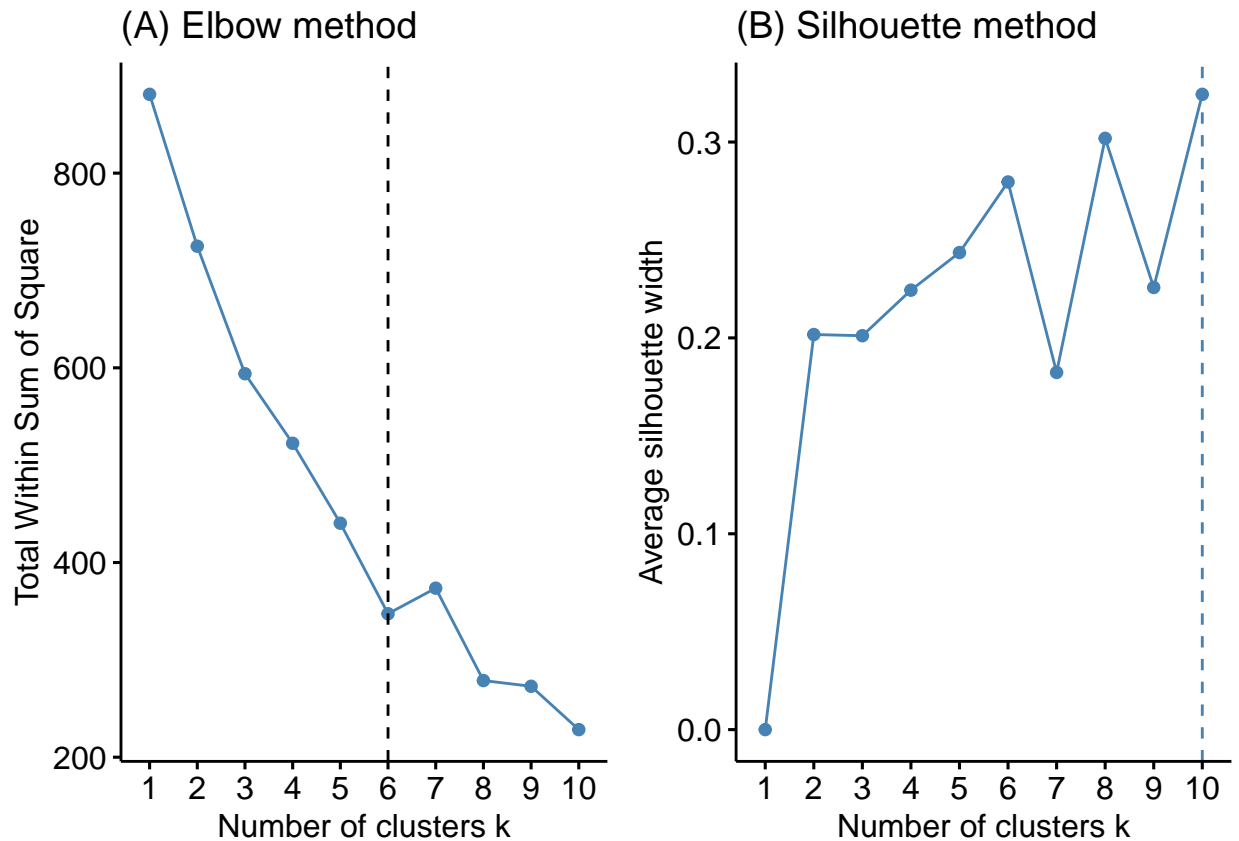 (A) Elbow method
Total Within Sum of Square
800
600
400
200
1 2 3 4 5 6 7 8 9 10
Number of clusters k
(B) Silhouette method
Average silhouette width
0.3
0.2
0.1
0.0
1 2 3 4 5 6 7 8 9 10
Number of clusters k